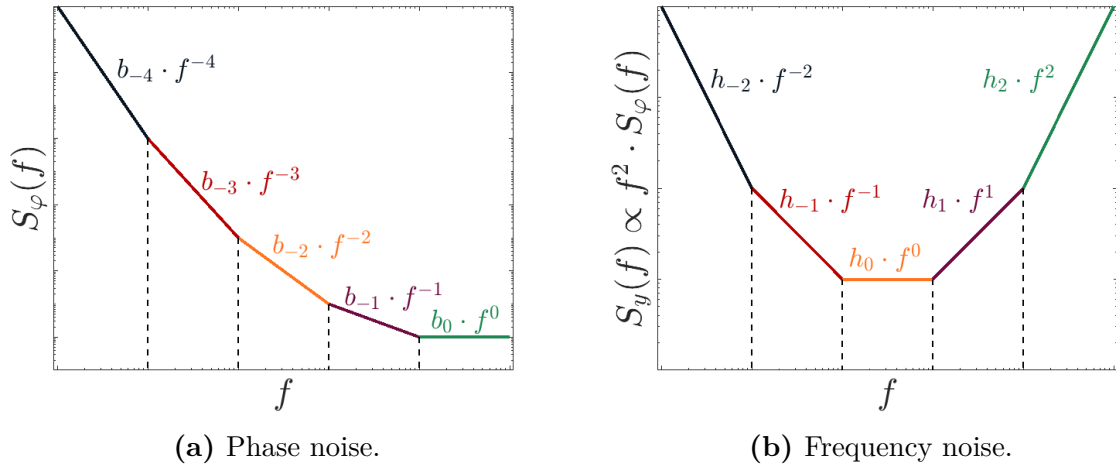 S_φ(f)
b₋₄ · f⁻⁴
b₋₃ · f⁻³
b₋₂ · f⁻²
b₋₁ · f⁻¹
b₀ · f⁰
f
(a) Phase noise.
S_y(f) ∝ f² · S_φ(f)
h₋₂ · f⁻²
h₂ · f²
h₋₁ · f⁻¹
h₁ · f¹
h₀ · f⁰
f
(b) Frequency noise.